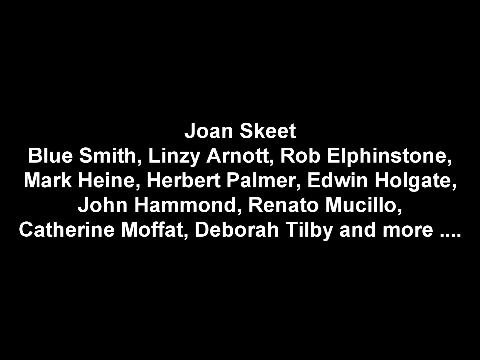 Joan Skeet
Blue Smith, Linzy Arnott, Rob Elphinstone,
Mark Heine, Herbert Palmer, Edwin Holgate,
John Hammond, Renato Mucillo,
Catherine Moffat, Deborah Tilby and more ....